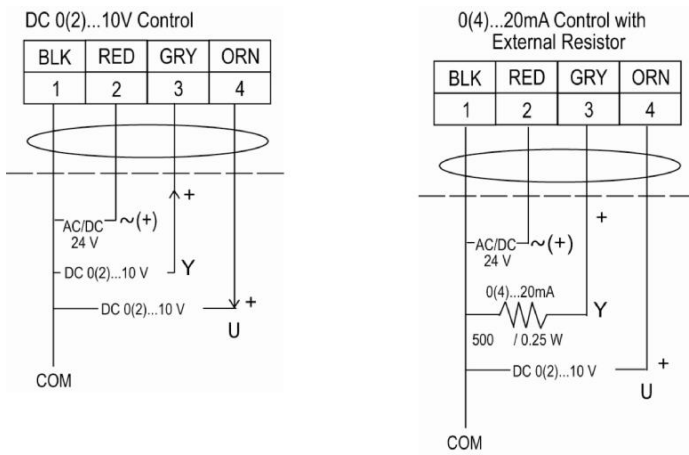 DC 0(2)...10V Control
BLK RED GRY ORN
1 2 3 4
+
AC/DC ~(+)
24 V
DC 0(2)...10 V Y
DC 0(2)...10 V +
U
COM
0(4)...20mA Control with
External Resistor
BLK RED GRY ORN
1 2 3 4
+
AC/DC ~(+)
24 V
0(4)...20mA
Y
500 / 0.25 W
DC 0(2)...10 V +
U
COM